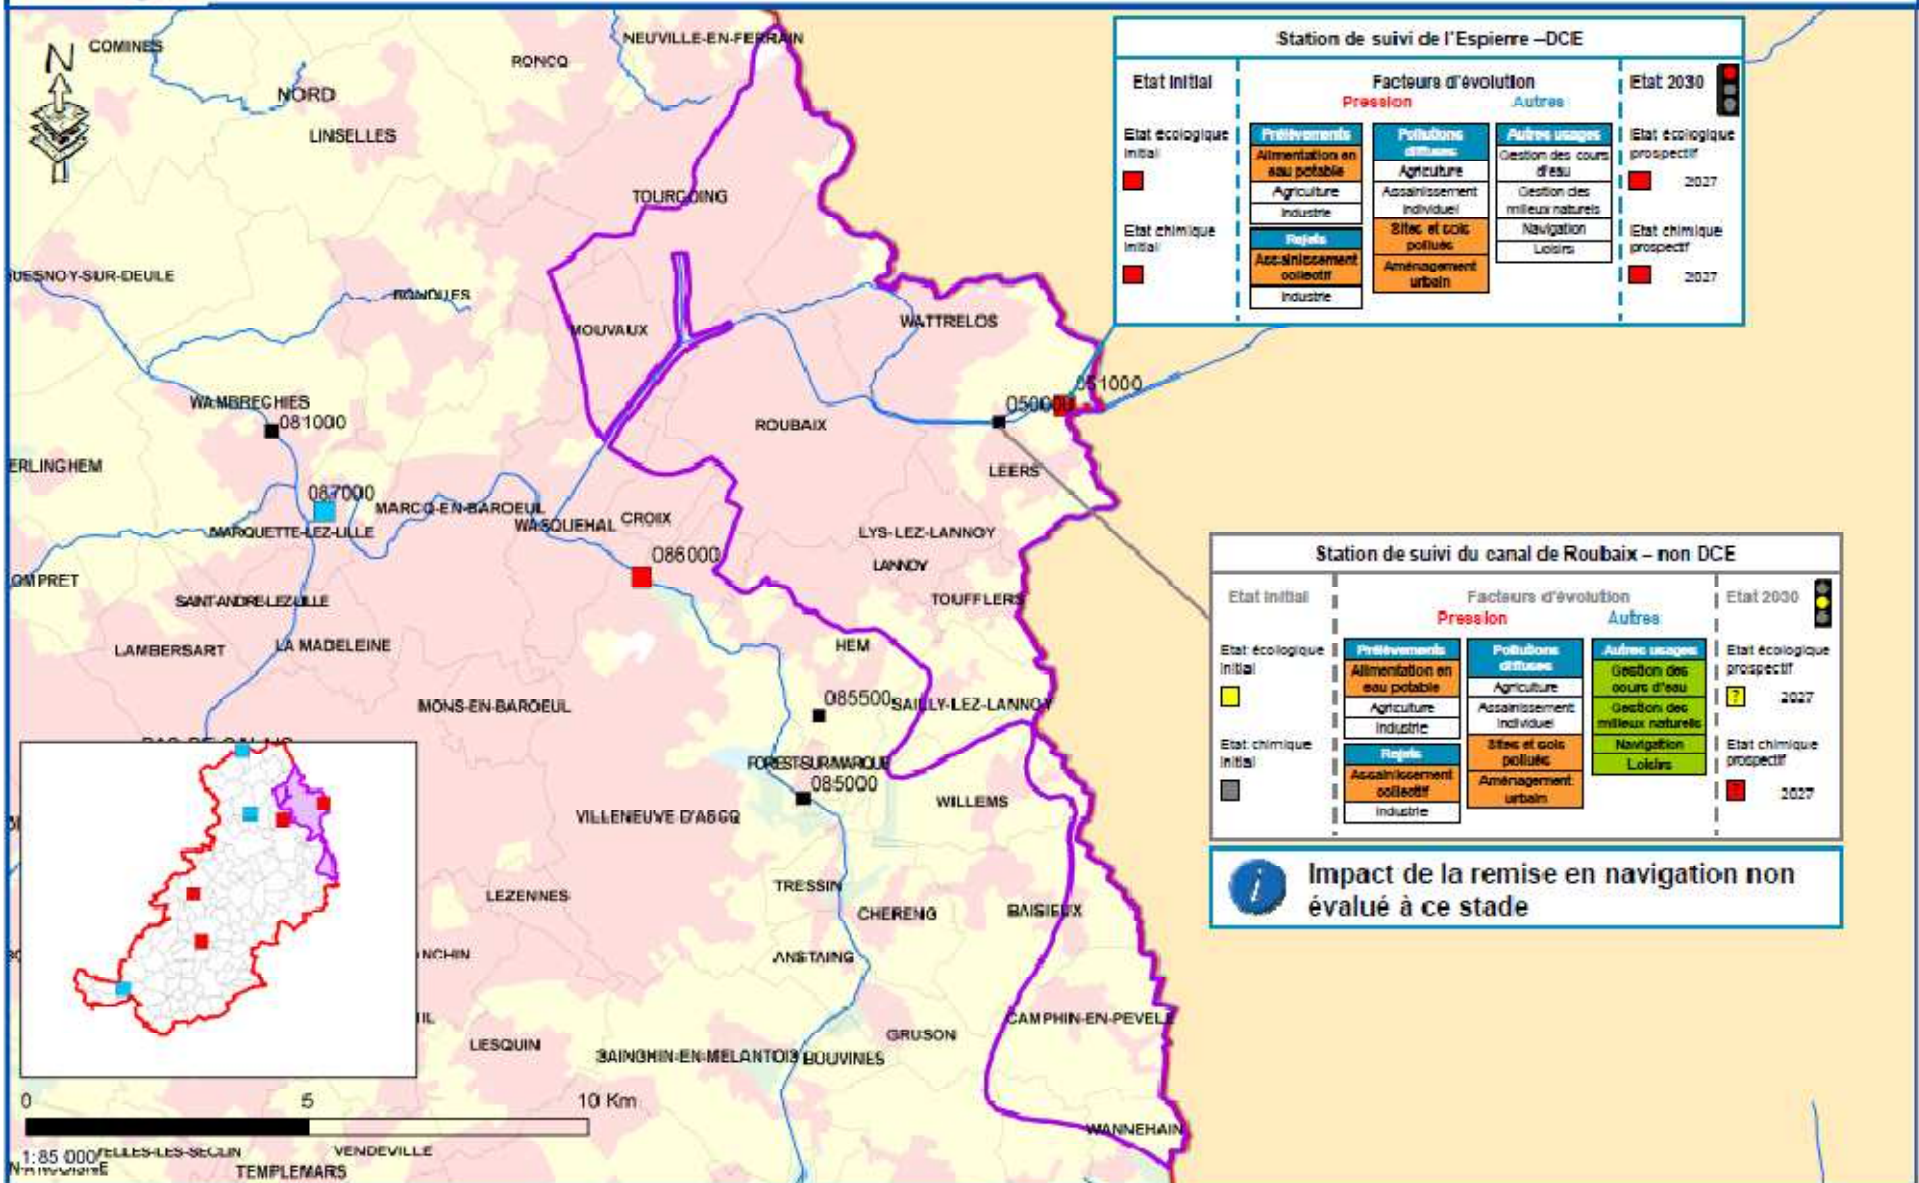 COMINES
NEUVILLE-EN-FERRAIN
RONCQ
N
NORD
LINSELLES
TOURCOING
UESNOY-SUR-DEULE
BONDUES
MOUVAUX
WATTRELOS
WAMBRECHIES
081000
051000
050000
ROUBAIX
ERLINGHEM
LEERS
087000
MARCQ-EN-BAROEUL
WASQUEHAL
CROIX
MARQUETTE-LEZ-LILLE
LYS-LEZ-LANNOY
086000
LANNOY
OMPRET
SAINT-ANDRE-LEZ-LILLE
TOUFFLERS
LAMBERSART
LA MADELEINE
HEM
085500
SAILLY-LEZ-LANNOY
MONS-EN-BAROEUL
PAS-DE-CALAIS
FOREST-SUR-MARQUE
085000
WILLEMS
VILLENEUVE D'ASCQ
TRESSIN
LEZENNES
CHERENG
BAISIEUX
NCHIN
ANSTAING
CAMPHIN-EN-PEVELE
GRUSON
LESQUIN
SAINGHIN-EN-MELANTOIS
BOUVINES
0 5 10 Km
WANNEHAIN
1:85 000
ELLES-LES-SECLIN
VENDEVILLE
TEMPLEMARS
Station de suivi de l'Espierre –DCE
Etat initial
Facteurs d'évolution
Etat 2030
Pression
Autres
Etat écologique
initial
Etat chimique
initial
Prélèvements
Alimentation en
eau potable
Agriculture
Industrie
Rejets
Assainissement
collectif
Industrie
Pollutions
diffuses
Agriculture
Assainissement
individuel
Sites et sols
pollués
Aménagement
urbain
Autres usages
Gestion des cours
d'eau
Gestion des
milieux naturels
Navigation
Loisirs
Etat écologique
prospectif
2027
Etat chimique
prospectif
2027
Station de suivi du canal de Roubaix – non DCE
Etat initial
Facteurs d'évolution
Etat 2030
Pression
Autres
Etat écologique
initial
Etat chimique
initial
Prélèvements
Alimentation en
eau potable
Agriculture
Industrie
Rejets
Assainissement
collectif
Industrie
Pollutions
diffuses
Agriculture
Assainissement
individuel
Sites et sols
pollués
Aménagement
urbain
Autres usages
Gestion des
cours d'eau
Gestion des
milieux naturels
Navigation
Loisirs
Etat écologique
prospectif
? 2027
Etat chimique
prospectif
? 2027
i
Impact de la remise en navigation non
évalué à ce stade